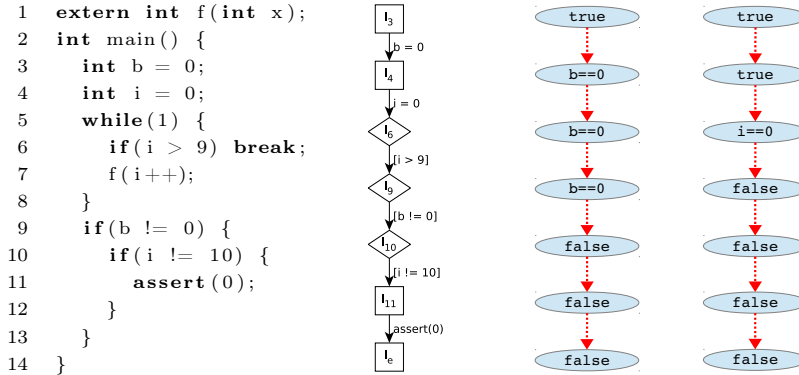 1 extern int f(int x);
2 int main() {
3 int b = 0;
4 int i = 0;
5 while(1) {
6 if(i > 9) break;
7 f(i++);
8 }
9 if(b != 0) {
10 if(i != 10) {
11 assert(0);
12 }
13 }
14 }
l3
b = 0
l4
i = 0
l6
[i > 9]
l9
[b != 0]
l10
[i != 10]
l11
assert(0)
le
true
b==0
b==0
b==0
false
false
false
true
true
i==0
false
false
false
false